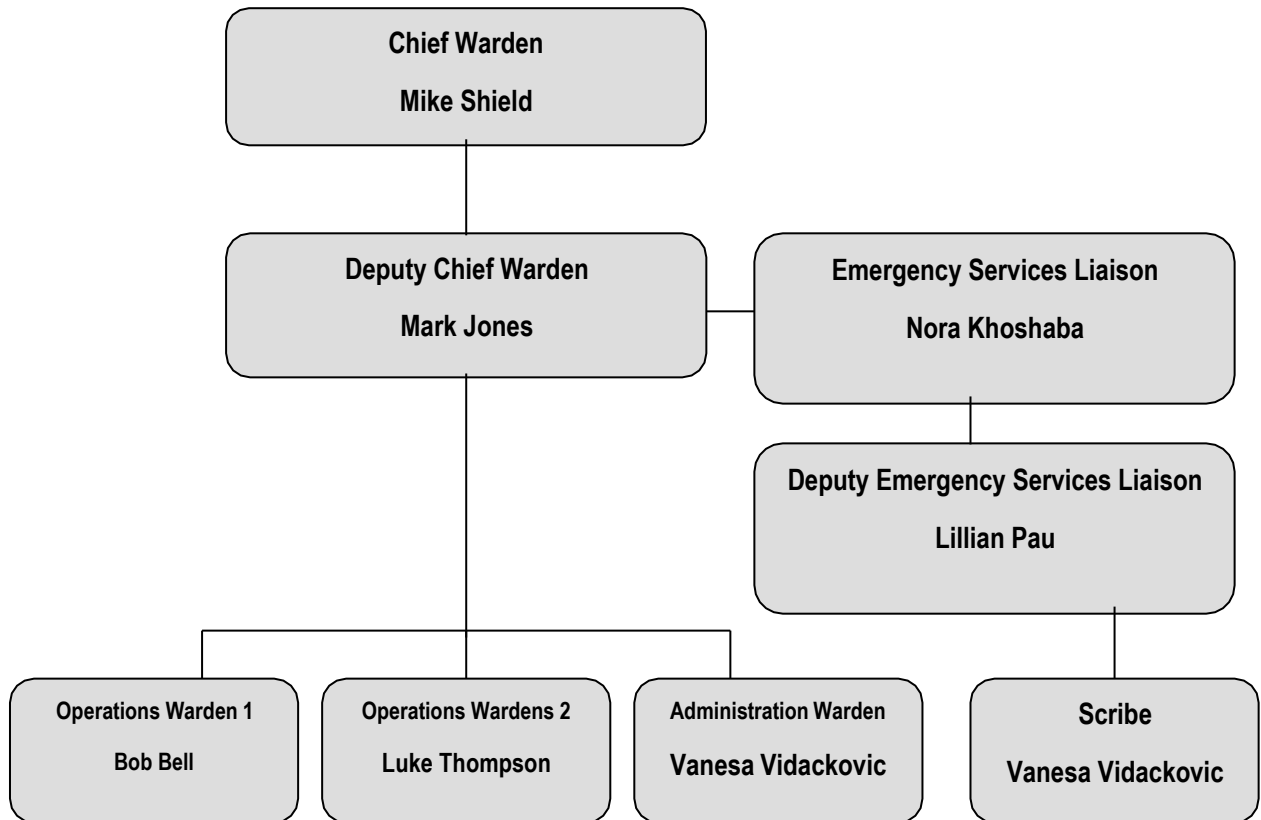 Chief Warden
Mike Shield
Deputy Chief Warden
Mark Jones
Emergency Services Liaison
Nora Khoshaba
Deputy Emergency Services Liaison
Lillian Pau
Operations Warden 1
Bob Bell
Operations Wardens 2
Luke Thompson
Administration Warden
Vanesa Vidackovic
Scribe
Vanesa Vidackovic